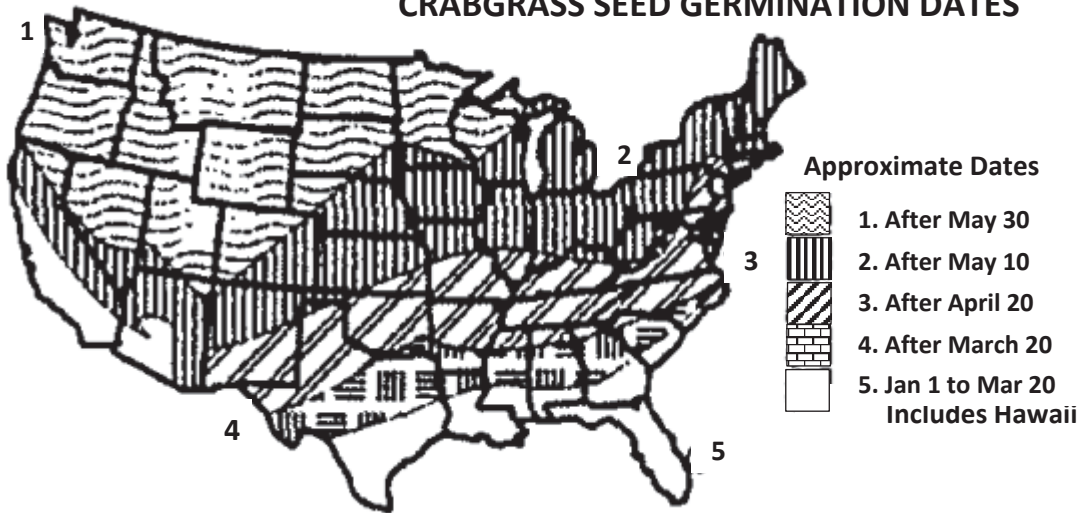 CRABGRASS SEED GERMINATION DATES
1
2
3
4
5
Approximate Dates
1. After May 30
2. After May 10
3. After April 20
4. After March 20
5. Jan 1 to Mar 20
Includes Hawaii